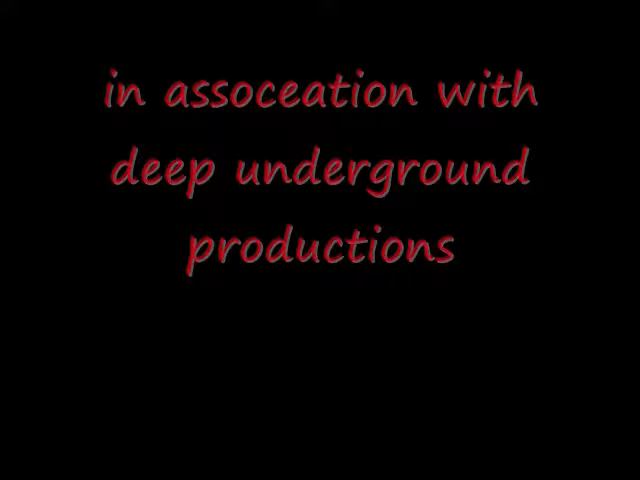 in assoceation with
deep underground
productions